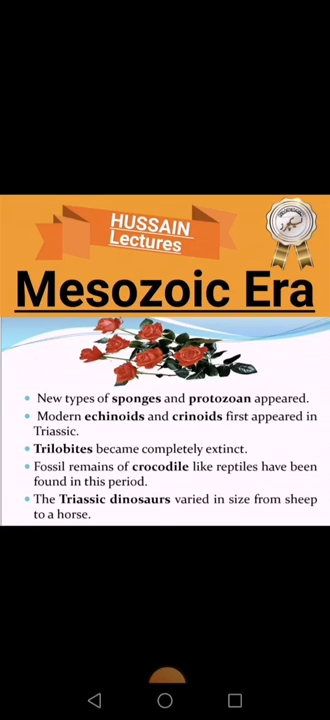 HUSSAIN
Lectures
Mesozoic Era
• New types of sponges and protozoan appeared.
• Modern echinoids and crinoids first appeared in
Triassic.
• Trilobites became completely extinct.
• Fossil remains of crocodile like reptiles have been
found in this period.
• The Triassic dinosaurs varied in size from sheep
to a horse.